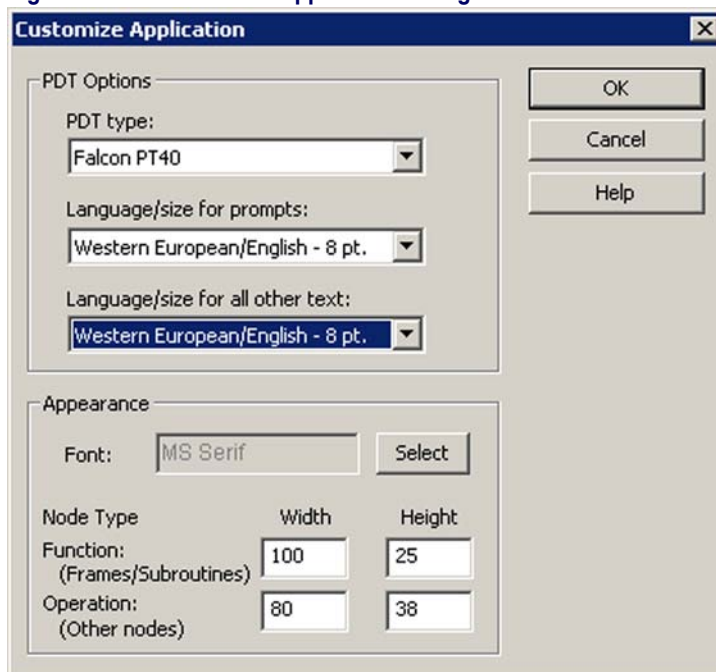 Customize Application
PDT Options
PDT type:
Falcon PT40
Language/size for prompts:
Western European/English - 8 pt.
Language/size for all other text:
Western European/English - 8 pt.
OK
Cancel
Help
Appearance
Font: MS Serif Select
Node Type Width Height
Function: 100 25
(Frames/Subroutines)
Operation: 80 38
(Other nodes)